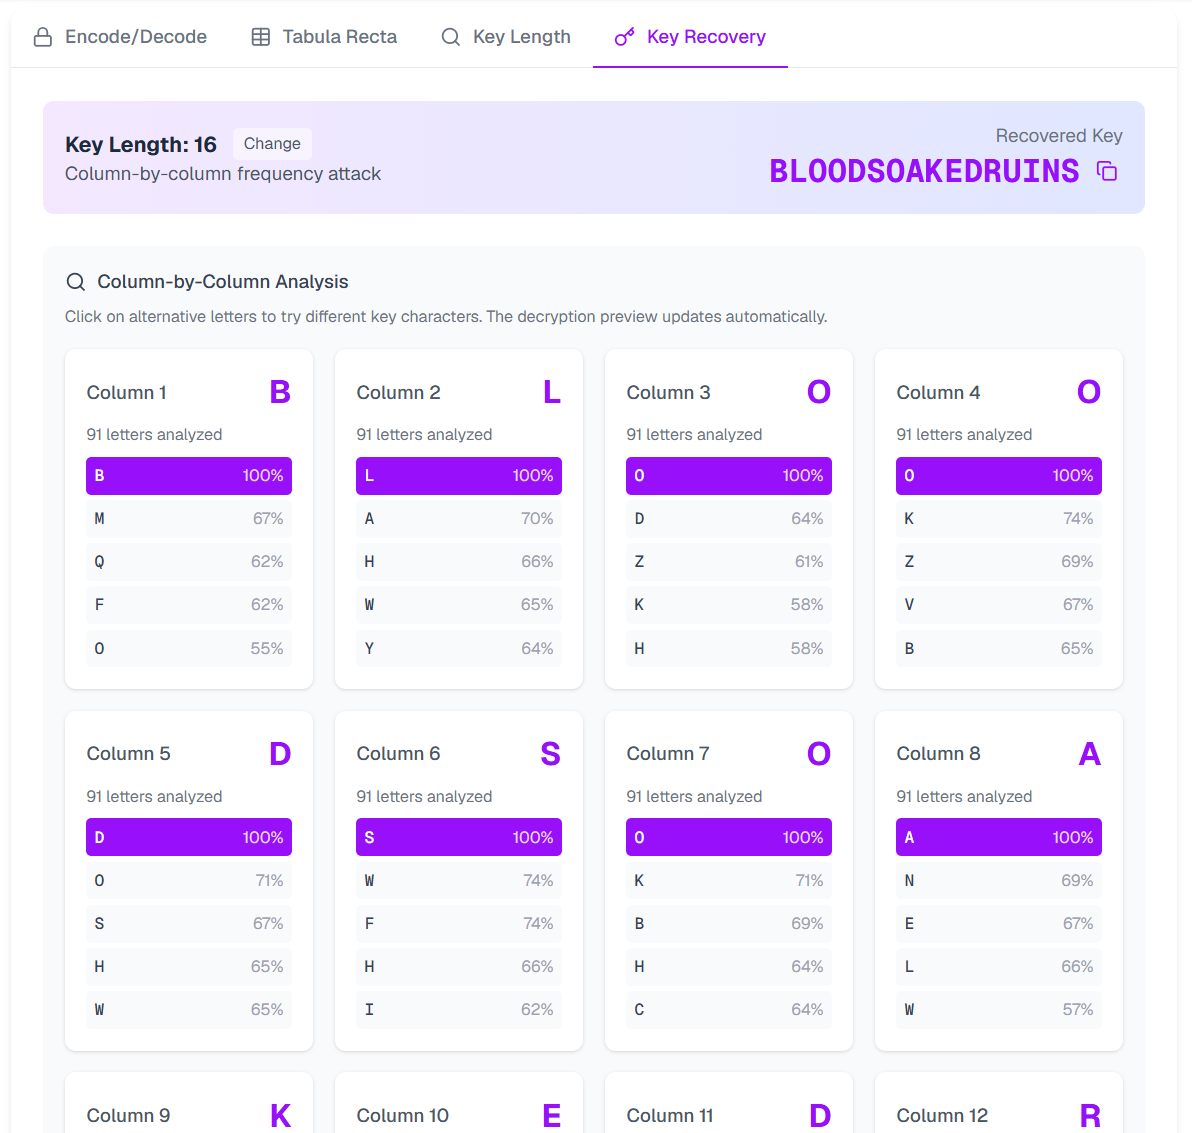 Encode/Decode Tabula Recta Key Length Key Recovery
Key Length: 16 Change
Column-by-column frequency attack
Recovered Key
BLOODSOAKEDRUINS
Column-by-Column Analysis
Click on alternative letters to try different key characters. The decryption preview updates automatically.
Column 1 B
91 letters analyzed
B 100%
M 67%
Q 62%
F 62%
O 55%
Column 2 L
91 letters analyzed
L 100%
A 70%
H 66%
W 65%
Y 64%
Column 3 O
91 letters analyzed
O 100%
D 64%
Z 61%
K 58%
H 58%
Column 4 O
91 letters analyzed
O 100%
K 74%
Z 69%
V 67%
B 65%
Column 5 D
91 letters analyzed
D 100%
O 71%
S 67%
H 65%
W 65%
Column 6 S
91 letters analyzed
S 100%
W 74%
F 74%
H 66%
I 62%
Column 7 O
91 letters analyzed
O 100%
K 71%
B 69%
H 64%
C 64%
Column 8 A
91 letters analyzed
A 100%
N 69%
E 67%
L 66%
W 57%
Column 9 K
Column 10 E
Column 11 D
Column 12 R